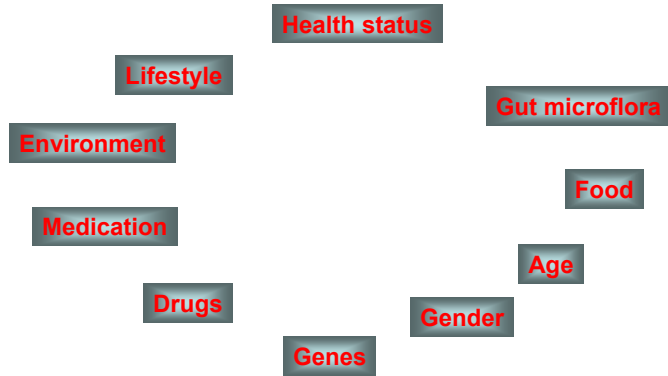 Health status
Lifestyle
Gut microflora
Environment
Food
Medication
Age
Drugs
Gender
Genes